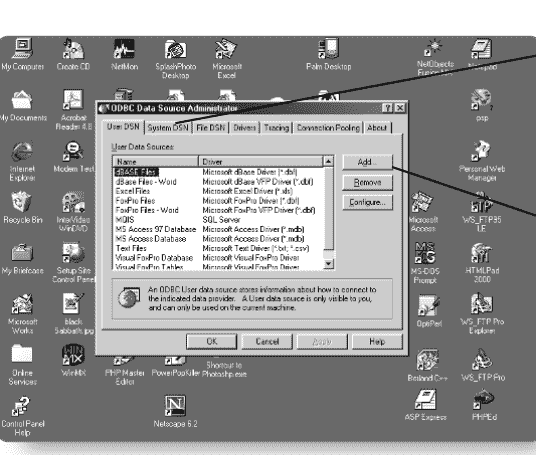 My Computer
Create CD
NetMon
SplashPhoto
Desktop
Microsoft
Excel
Palm Desktop
NetObjects
Notepad
ODBC Data Source Administrator
My Documents
Acrobat
Reader 4.0
psp
User DSN
System DSN
File DSN
Drivers
Tracing
Connection Pooling
About
User Data Sources:
Name
Driver
Add...
dBASE Files
Microsoft dBase Driver (*.dbf)
dBase Files - Word
Microsoft dBase VFP Driver (*.dbf)
Remove
Excel Files
Microsoft Excel Driver (*.xls)
FoxPro Files
Microsoft FoxPro Driver (*.dbf)
Configure...
FoxPro Files - Word
Microsoft FoxPro VFP Driver (*.dbf)
MQIS
SQL Server
MS Access 97 Database
Microsoft Access Driver (*.mdb)
MS Access Database
Microsoft Access Driver (*.mdb)
Text Files
Microsoft Text Driver (*.txt; *.csv)
Visual FoxPro Database
Microsoft Visual FoxPro Driver
Visual FoxPro Tables
Microsoft Visual FoxPro Driver
An ODBC User data source stores information about how to connect to
the indicated data provider. A User data source is only visible to you,
and can only be used on the current machine.
OK
Cancel
Apply
Help
Internet
Explorer
Modem Test
Personal Web
Manager
Recycle Bin
InterVideo
WinDVD
Microsoft
Access
WS_FTP95
LE
My Briefcase
Setup Site
Control Panel
MS-DOS
Prompt
HTMLPad
2000
Microsoft
Works
black
Sabbath.jpg
OptiPerl
WS_FTP Pro
Explorer
Online
Services
WinMX
PHP Master
Editor
PowerPopKiller
Shortcut to
Photoshp.exe
Borland C++
WS_FTP Pro
Control Panel
Help
Netscape 6.2
ASP Express
PHPEd